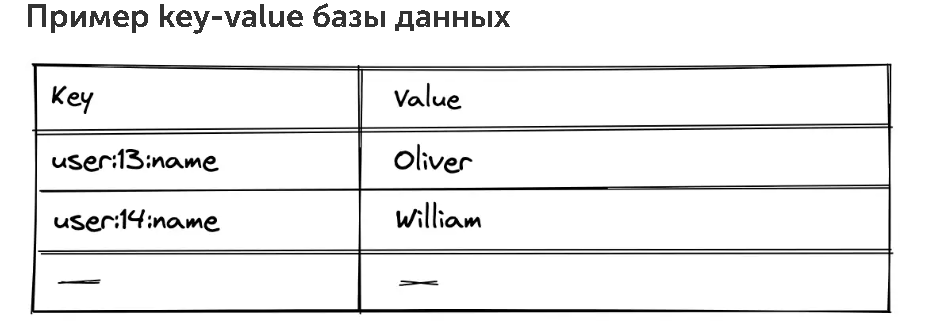 Пример key-value базы данных
Key Value
user:13:name Oliver
user:14:name William
— —